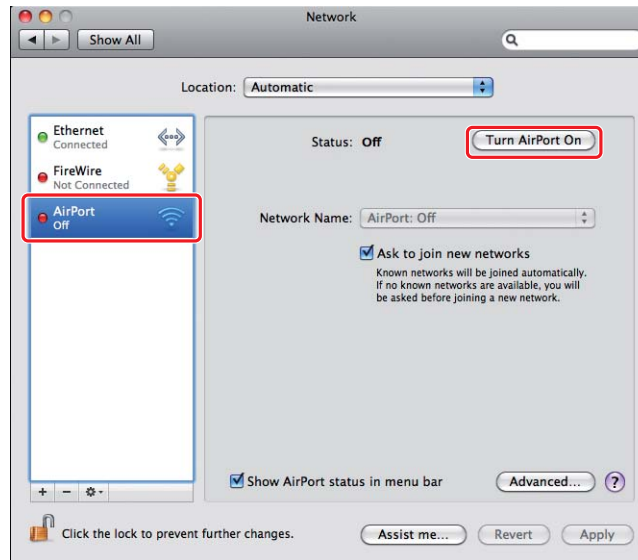 Network
Show All
Location: Automatic
Ethernet
Connected
FireWire
Not Connected
AirPort
Off
Status: Off
Turn AirPort On
Network Name: AirPort: Off
Ask to join new networks
Known networks will be joined automatically.
If no known networks are available, you will
be asked before joining a new network.
Show AirPort status in menu bar
Advanced...
?
+ −
Click the lock to prevent further changes.
Assist me...
Revert
Apply